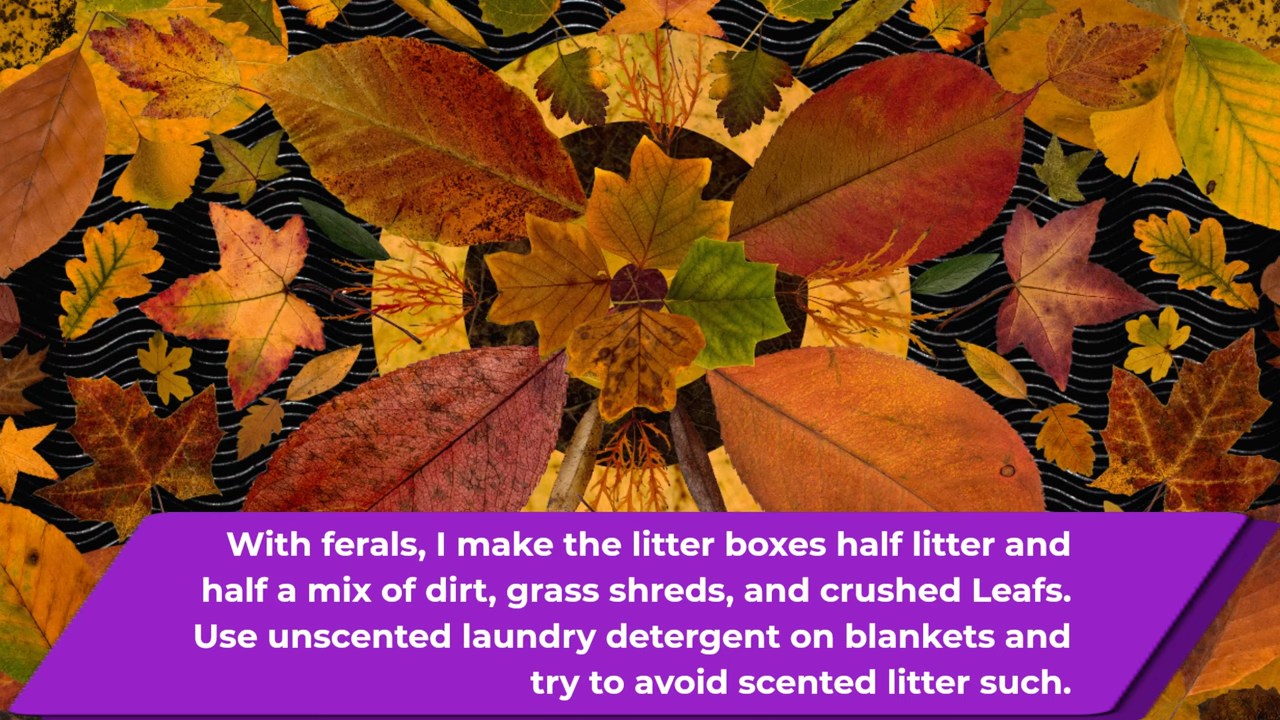 With ferals, I make the litter boxes half litter and
half a mix of dirt, grass shreds, and crushed Leafs.
Use unscented laundry detergent on blankets and
try to avoid scented litter such.